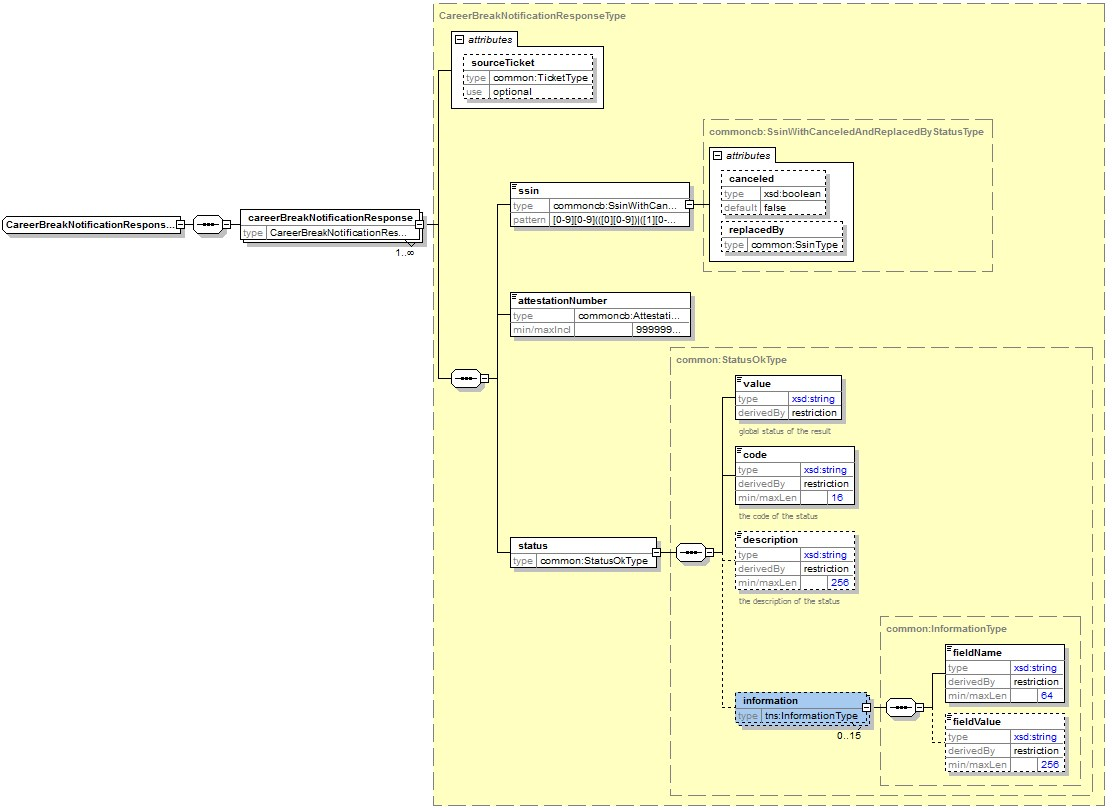 CareerBreakNotificationResponseType
attributes
sourceTicket
type common:TicketType
use optional
commoncb:SsinWithCanceledAndReplacedByStatusType
attributes
canceled
type xsd:boolean
default false
replacedBy
type common:SsinType
ssin
type commoncb:SsinWithCan...
pattern [0-9][0-9](([0][0-9])|([1][0-...
CareerBreakNotificationRespons...
careerBreakNotificationResponse
type CareerBreakNotificationRes...
1..∞
attestationNumber
type commoncb:Attestati...
min/maxIncl 999999...
common:StatusOkType
value
type xsd:string
derivedBy restriction
global status of the result
code
type xsd:string
derivedBy restriction
min/maxLen 16
the code of the status
status
type common:StatusOkType
description
type xsd:string
derivedBy restriction
min/maxLen 256
the description of the status
common:InformationType
fieldName
type xsd:string
derivedBy restriction
min/maxLen 64
information
type tns:InformationType
0..15
fieldValue
type xsd:string
derivedBy restriction
min/maxLen 256